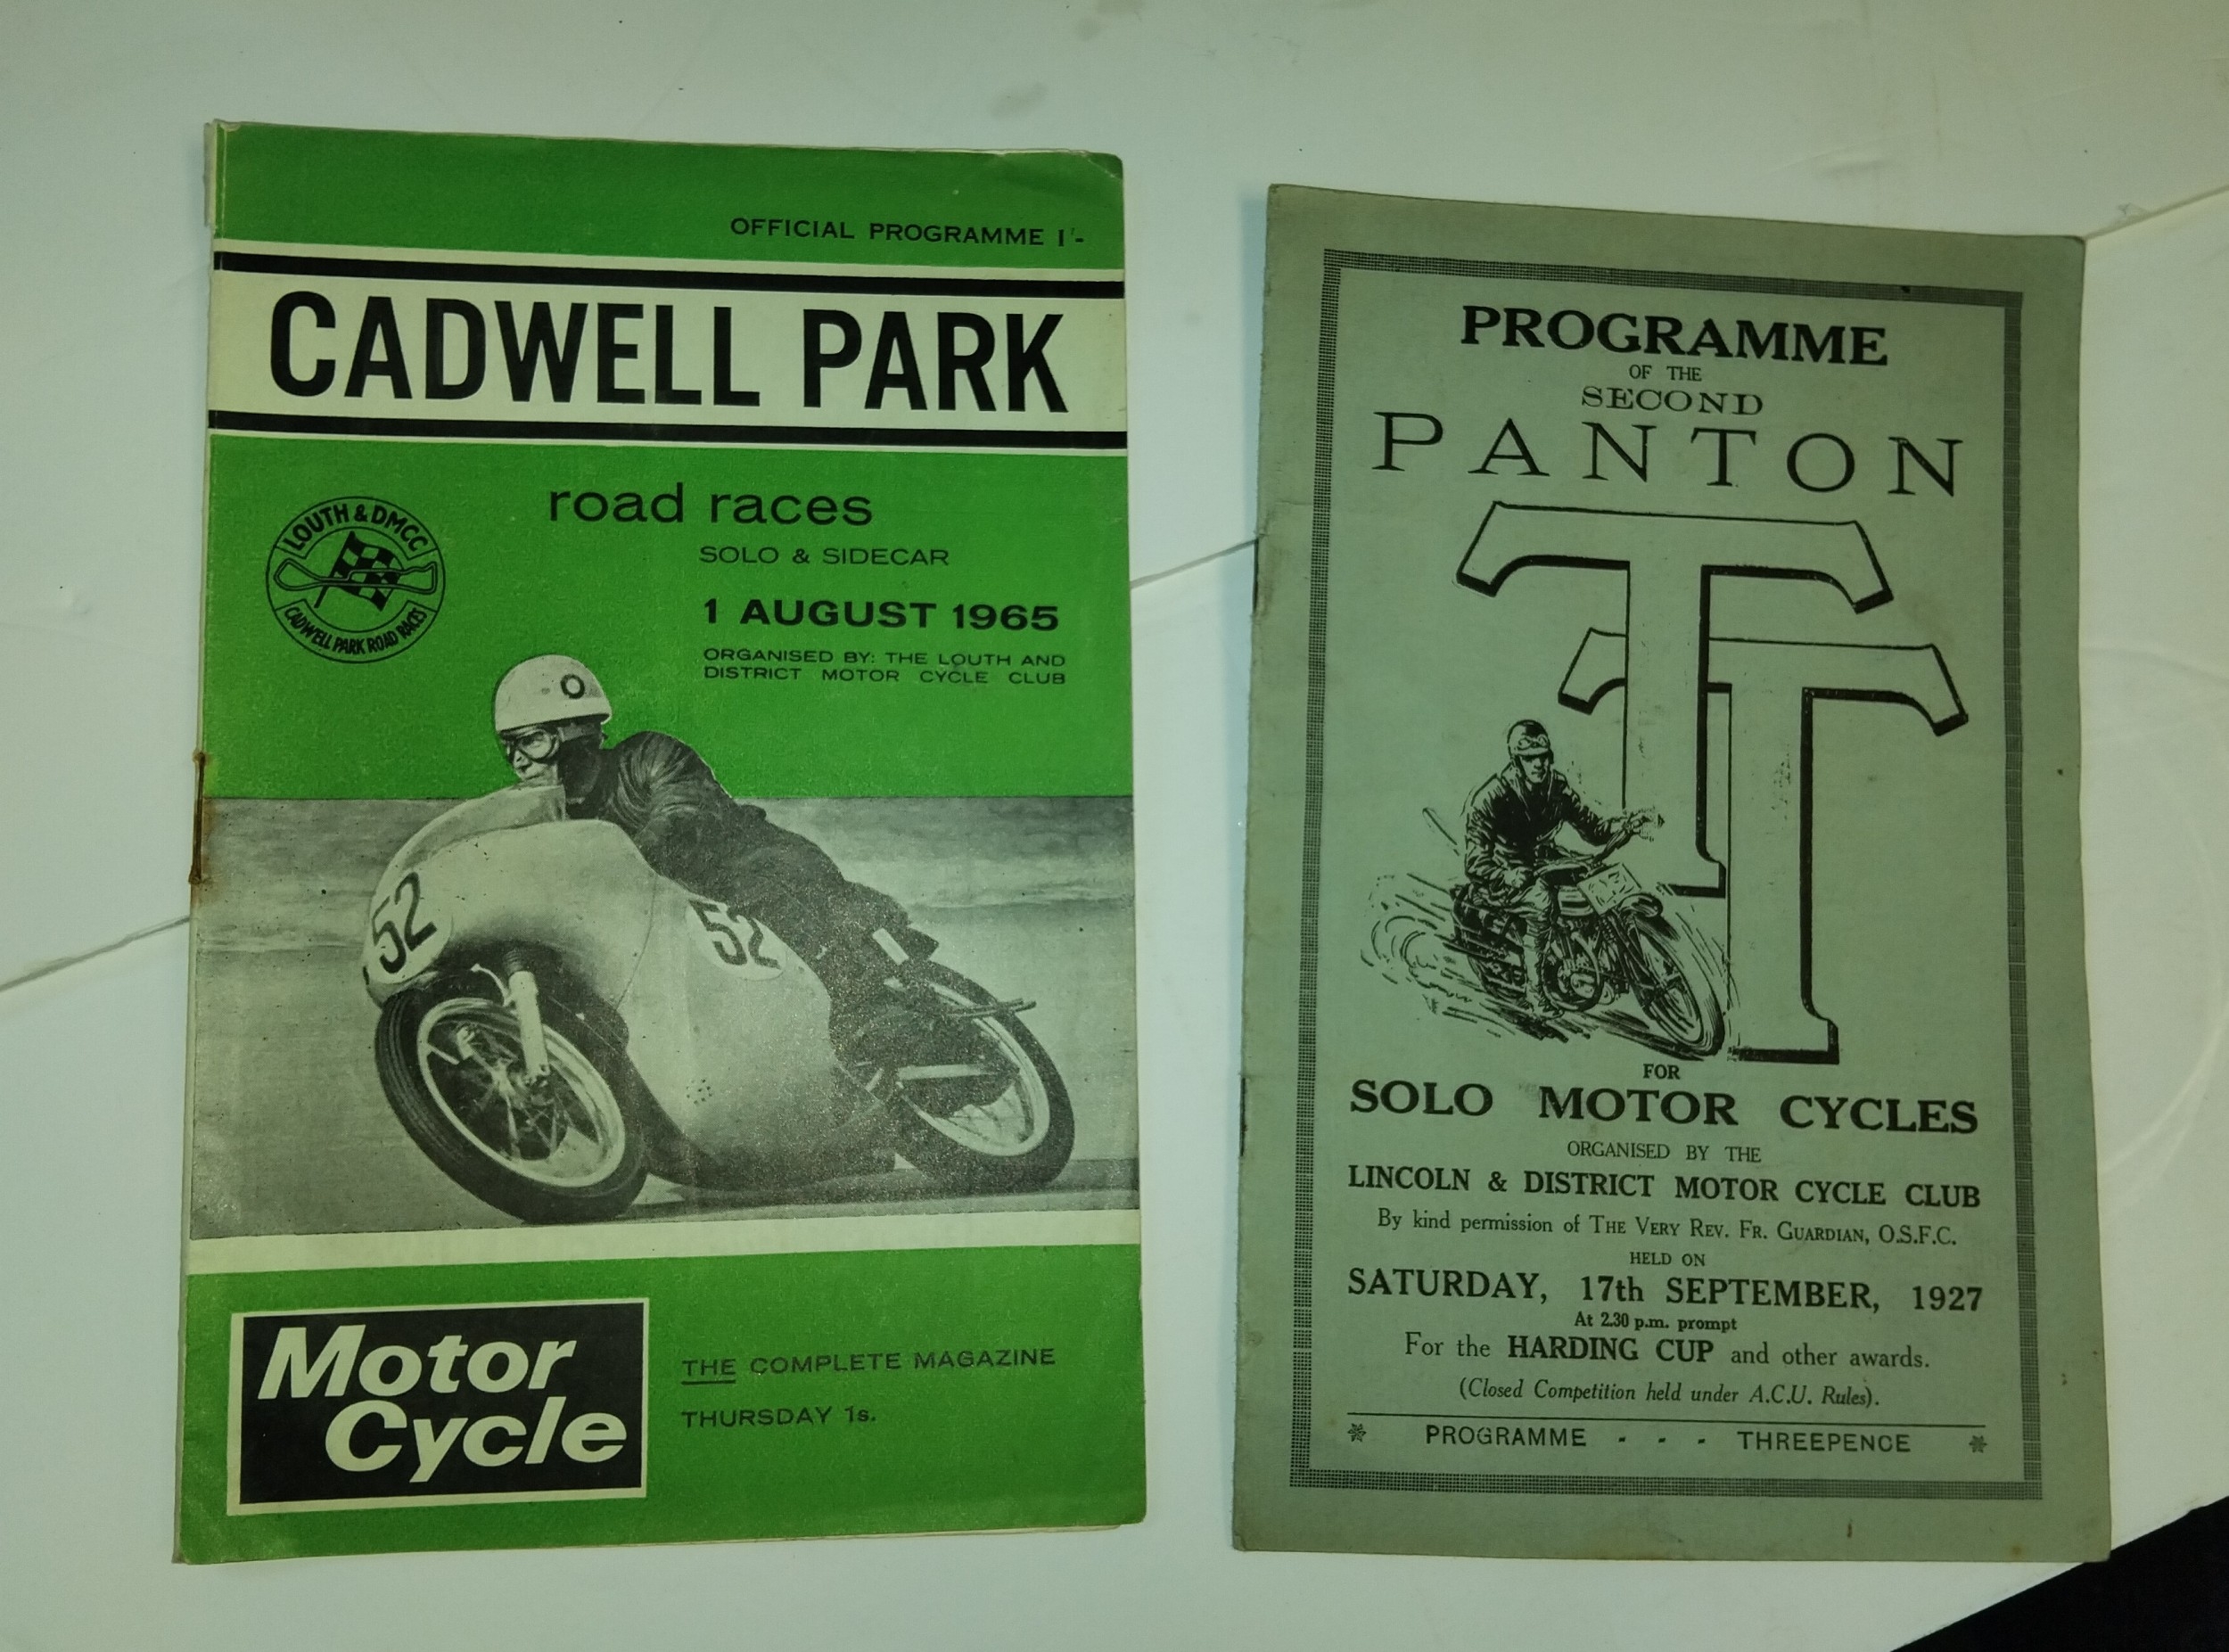 OFFICIAL PROGRAMME 1'-
CADWELL PARK
road races
SOLO & SIDECAR
1 AUGUST 1965
ORGANISED BY: THE LOUTH AND
DISTRICT MOTOR CYCLE CLUB
LOUTH & DMCC
CADWELL PARK ROAD RACES
52
52
Motor
Cycle
THE COMPLETE MAGAZINE
THURSDAY 1s.
PROGRAMME
OF THE
SECOND
PANTON
TT
FOR
SOLO MOTOR CYCLES
ORGANISED BY THE
LINCOLN & DISTRICT MOTOR CYCLE CLUB
By kind permission of THE VERY REV. FR. GUARDIAN, O.S.F.C.
HELD ON
SATURDAY, 17th SEPTEMBER, 1927
At 2.30 p.m. prompt
For the HARDING CUP and other awards.
(Closed Competition held under A.C.U. Rules).
PROGRAMME - - - THREEPENCE